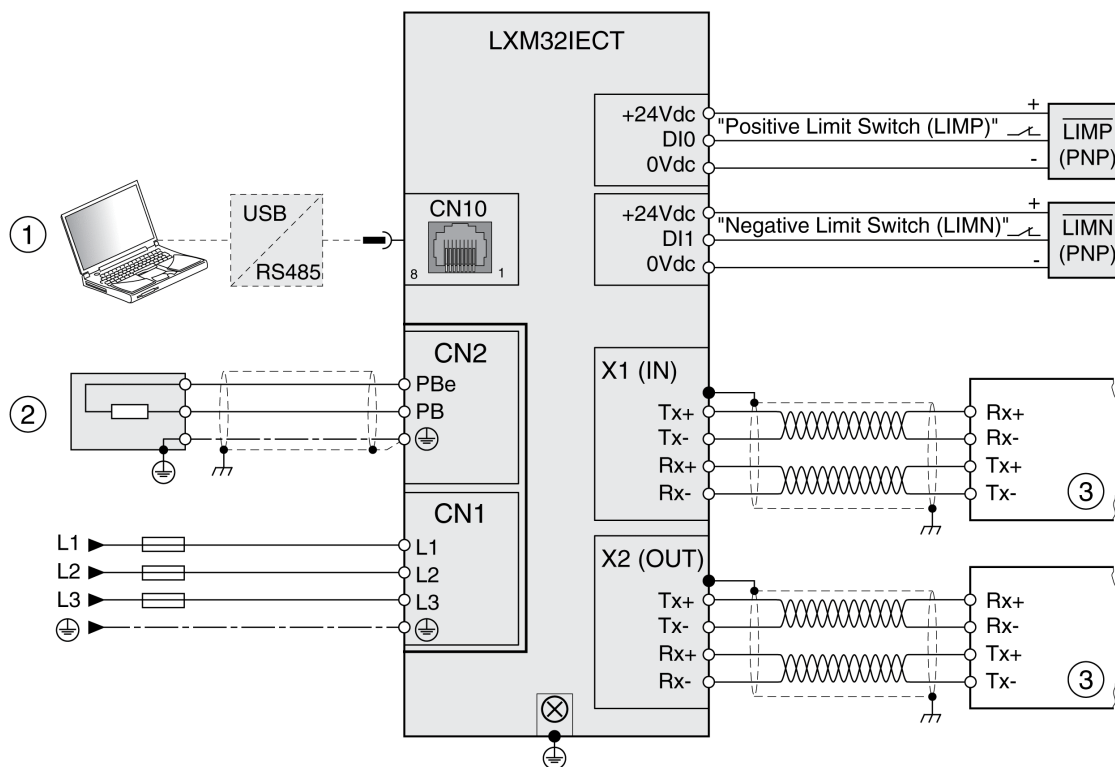 LXM32IECT
+24Vdc
DI0
0Vdc
"Positive Limit Switch (LIMP)"
+
-
LIMP
(PNP)
1
USB
RS485
CN10
8
1
+24Vdc
DI1
0Vdc
"Negative Limit Switch (LIMN)"
+
-
LIMN
(PNP)
2
CN2
PBe
PB
X1 (IN)
Tx+
Tx-
Rx+
Rx-
Rx+
Rx-
Tx+
Tx-
3
CN1
L1
L2
L3
L1
L2
L3
X2 (OUT)
Tx+
Tx-
Rx+
Rx-
Rx+
Rx-
Tx+
Tx-
3